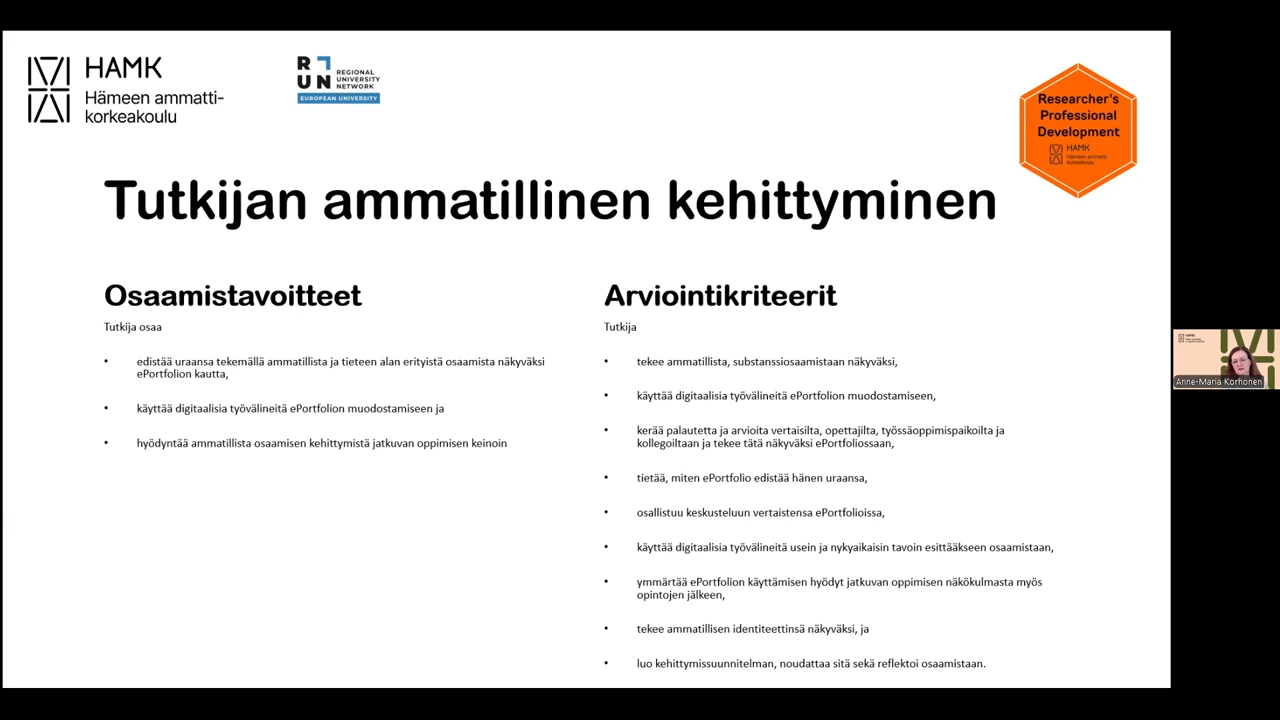 HAMK
Hämeen ammatti-
korkeakoulu
R
UN
REGIONAL
UNIVERSITY
NETWORK
EUROPEAN UNIVERSITY
Researcher's
Professional
Development
HAMK
Hämeen ammatti-
korkeakoulu
Tutkijan ammatillinen kehittyminen
Osaamistavoitteet
Tutkija osaa
• edistää uraansa tekemällä ammatillista ja tieteen alan erityistä osaamista näkyväksi
ePortfolion kautta,
• käyttää digitaalisia työvälineitä ePortfolion muodostamiseen ja
• hyödyntää ammatillista osaamisen kehittymistä jatkuvan oppimisen keinoin
Arviointikriteerit
Tutkija
• tekee ammatillista, substanssiosaamistaan näkyväksi,
• käyttää digitaalisia työvälineitä ePortfolion muodostamiseen,
• kerää palautetta ja arvioita vertaisilta, opettajilta, työssäoppimispaikoilta ja
kollegoiltaan ja tekee tätä näkyväksi ePortfoliossaan,
• tietää, miten ePortfolio edistää hänen uraansa,
• osallistuu keskusteluun vertaistensa ePortfolioissa,
• käyttää digitaalisia työvälineitä usein ja nykyaikaisin tavoin esittääkseen osaamistaan,
• ymmärtää ePortfolion käyttämisen hyödyt jatkuvan oppimisen näkökulmasta myös
opintojen jälkeen,
• tekee ammatillisen identiteettinsä näkyväksi, ja
• luo kehittymissuunnitelman, noudattaa sitä sekä reflektoi osaamistaan.
HAMK
Anne-Maria Korhonen